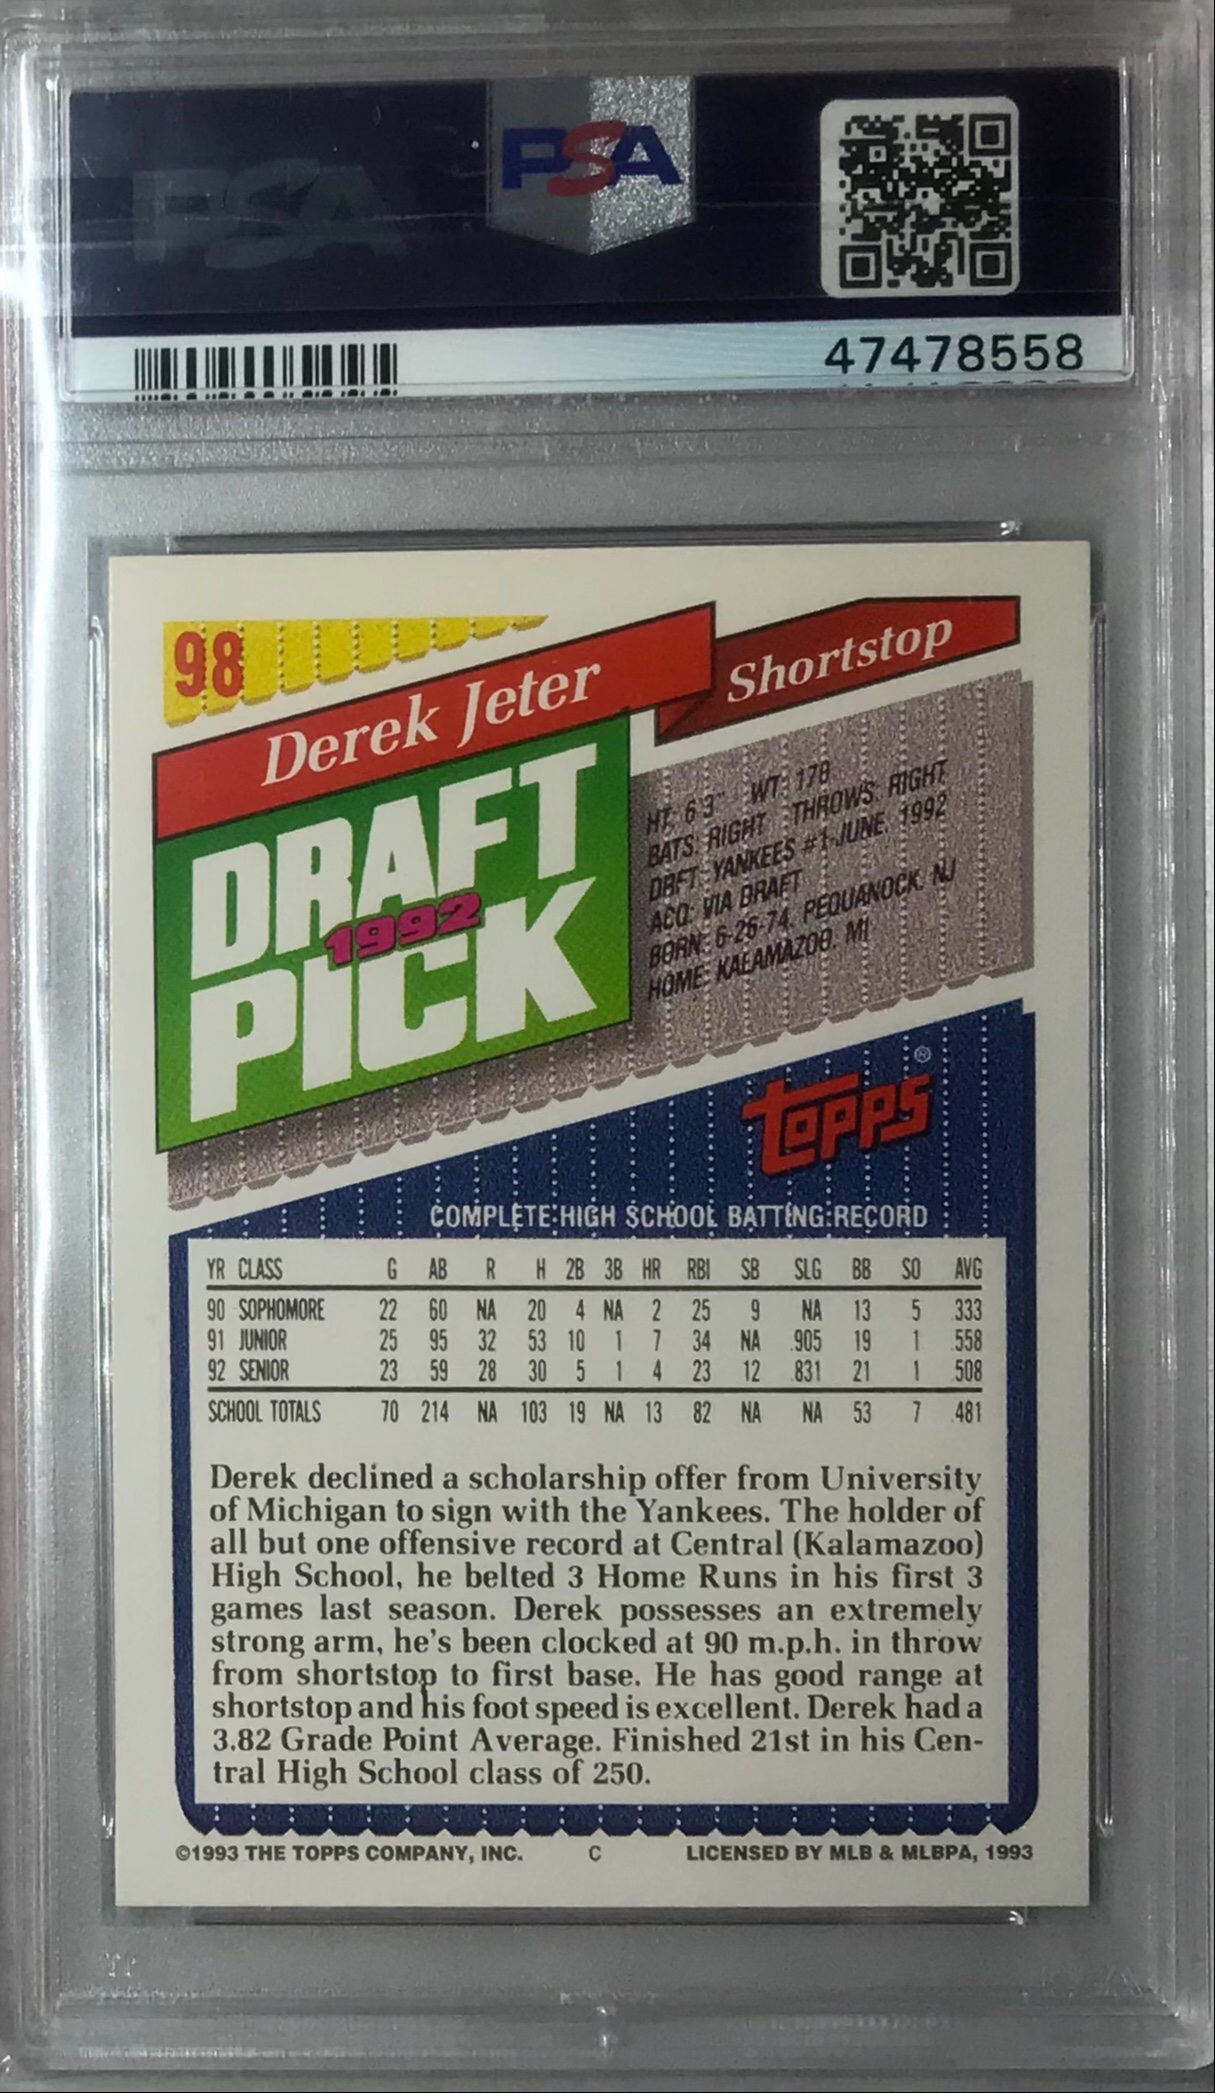 PSA
PSA
47478558
98
Derek Jeter
Shortstop
DRAFT
1992
PICK
HT: 6'3" WT: 178
BATS: RIGHT THROWS: RIGHT
DRFT: YANKEES #1-JUNE, 1992
ACQ: VIA DRAFT
BORN: 6-26-74, PEQUANOCK, NJ
HOME: KALAMAZOO, MI
TOPPS®
COMPLETE HIGH SCHOOL BATTING RECORD
YR CLASS G AB R H 2B 3B HR RBI SB SLG BB SO AVG
90 SOPHOMORE 22 60 NA 20 4 NA 2 25 9 NA 13 5 .333
91 JUNIOR 25 95 32 53 10 1 7 34 NA .905 19 1 .558
92 SENIOR 23 59 28 30 5 1 4 23 12 .831 21 1 .508
SCHOOL TOTALS 70 214 NA 103 19 NA 13 82 NA NA 53 7 .481
Derek declined a scholarship offer from University
of Michigan to sign with the Yankees. The holder of
all but one offensive record at Central (Kalamazoo)
High School, he belted 3 Home Runs in his first 3
games last season. Derek possesses an extremely
strong arm, he's been clocked at 90 m.p.h. in throw
from shortstop to first base. He has good range at
shortstop and his foot speed is excellent. Derek had a
3.82 Grade Point Average. Finished 21st in his Cen-
tral High School class of 250.
©1993 THE TOPPS COMPANY, INC. C LICENSED BY MLB & MLBPA, 1993